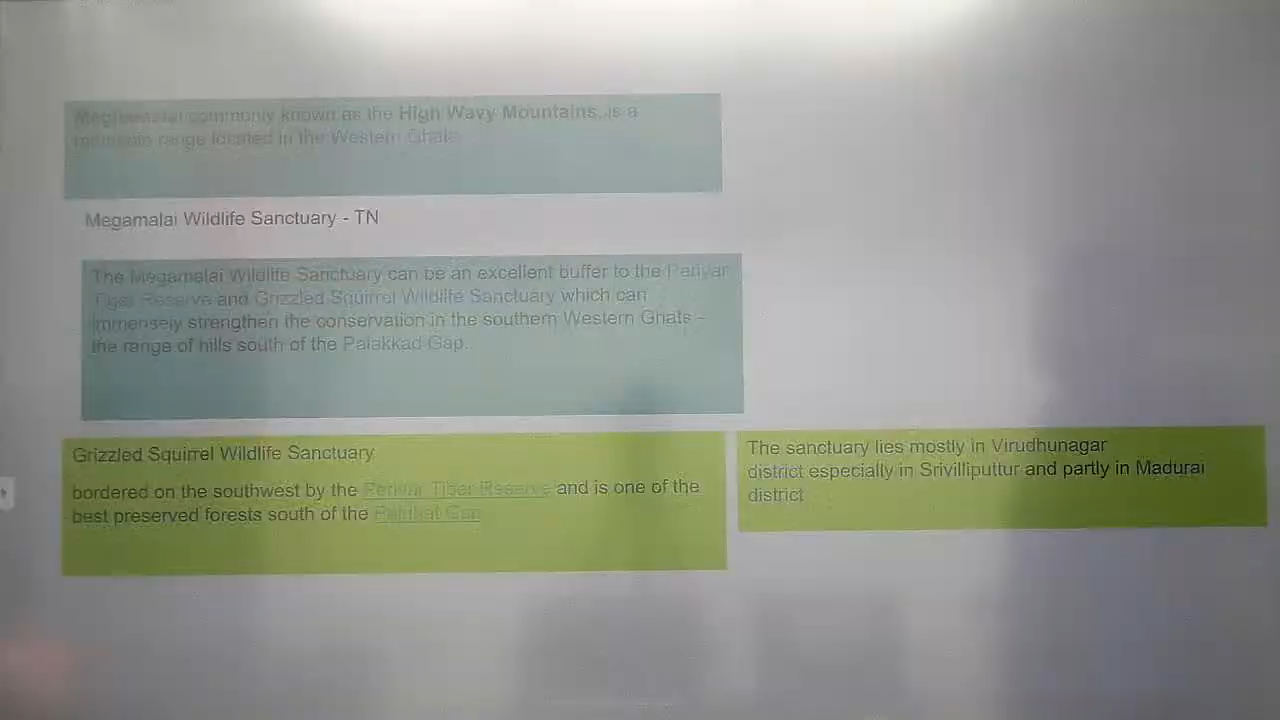 Megamalai commonly known as the High Wavy Mountains, is a
mountain range located in the Western Ghats
Megamalai Wildlife Sanctuary - TN
The Megamalai Wildlife Sanctuary can be an excellent buffer to the Periyar
Tiger Reserve and Grizzled Squirrel Wildlife Sanctuary which can
immensely strengthen the conservation in the southern Western Ghats -
the range of hills south of the Palakkad Gap.
Grizzled Squirrel Wildlife Sanctuary
bordered on the southwest by the Periyar Tiger Reserve and is one of the
best preserved forests south of the Palghat Gap
The sanctuary lies mostly in Virudhunagar
district especially in Srivilliputtur and partly in Madurai
district